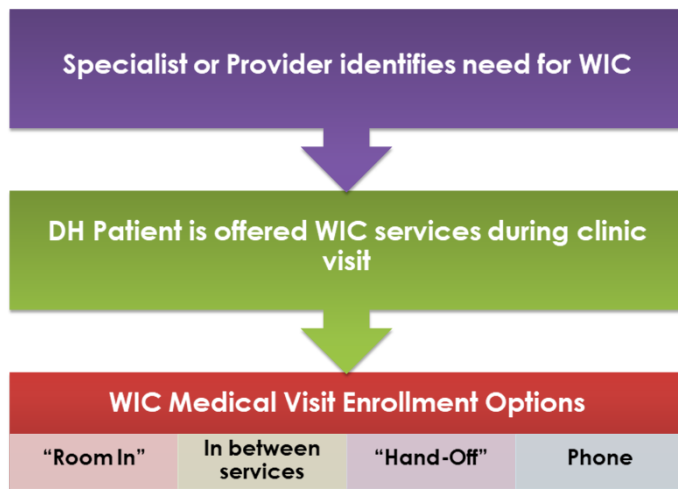 Specialist or Provider identifies need for WIC
DH Patient is offered WIC services during clinic
visit
WIC Medical Visit Enrollment Options
“Room In”
In between
services
“Hand-Off”
Phone